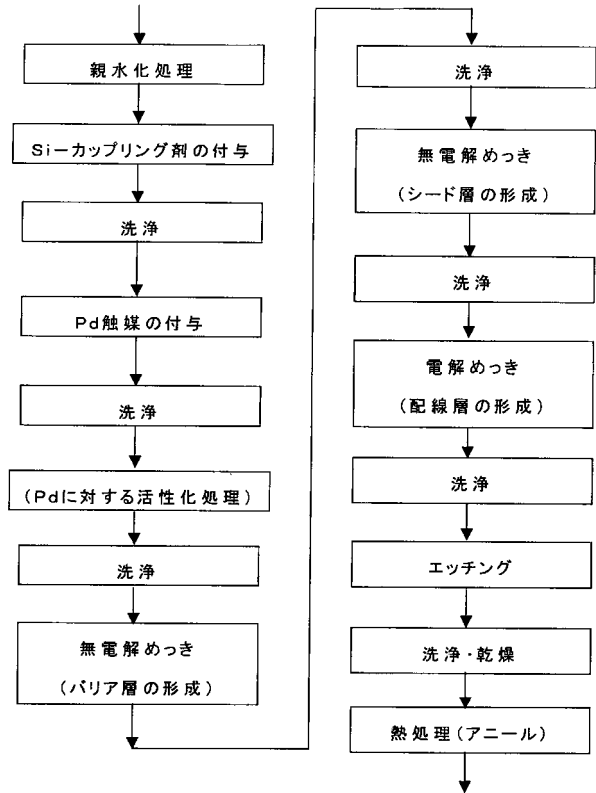 親水化処理
Siーカップリング剤の付与
洗浄
Pd触媒の付与
洗浄
(Pdに対する活性化処理)
洗浄
無電解めっき
(バリア層の形成)
洗浄
無電解めっき
(シード層の形成)
洗浄
電解めっき
(配線層の形成)
洗浄
エッチング
洗浄・乾燥
熱処理(アニール)